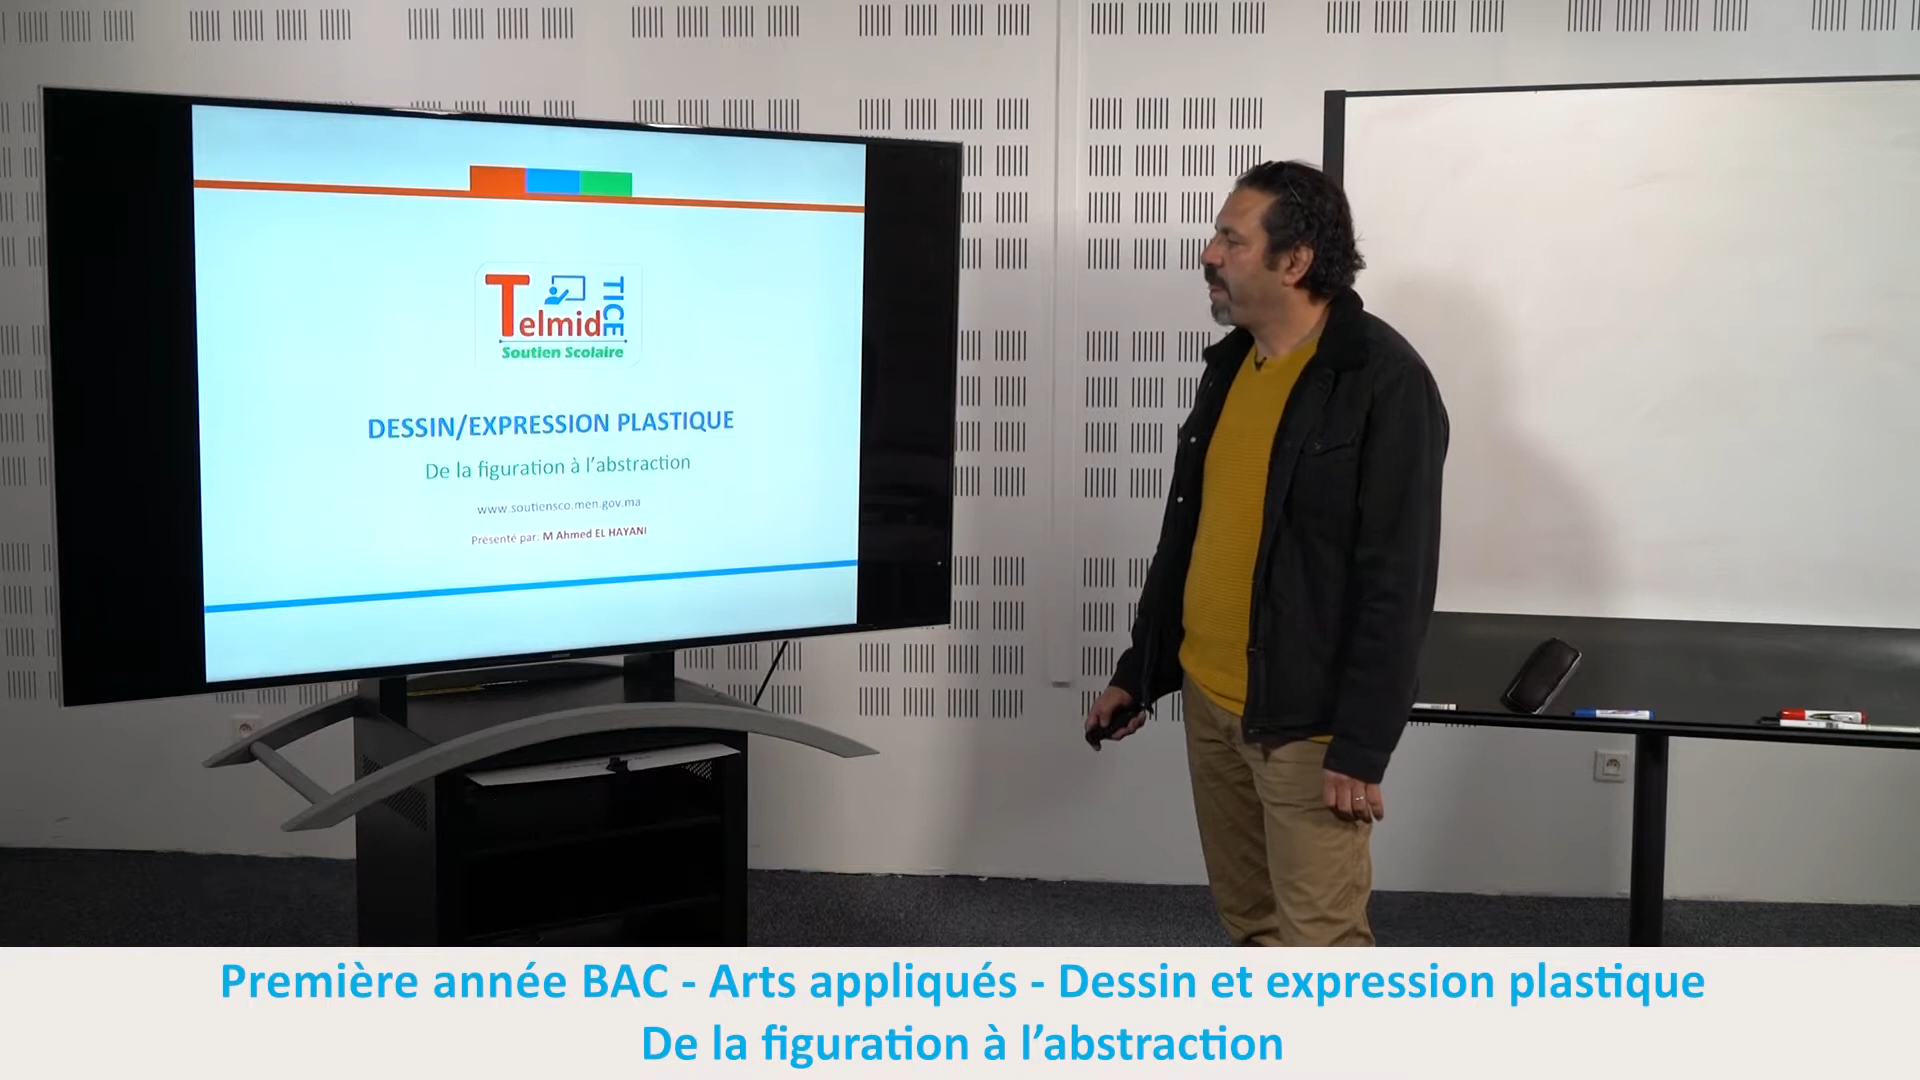 Telmid TICE
Soutien Scolaire
DESSIN/EXPRESSION PLASTIQUE
De la figuration à l'abstraction
www.soutiensco.men.gov.ma
Présenté par: M Ahmed EL HAYANI
Première année BAC - Arts appliqués - Dessin et expression plastique
De la figuration à l'abstraction